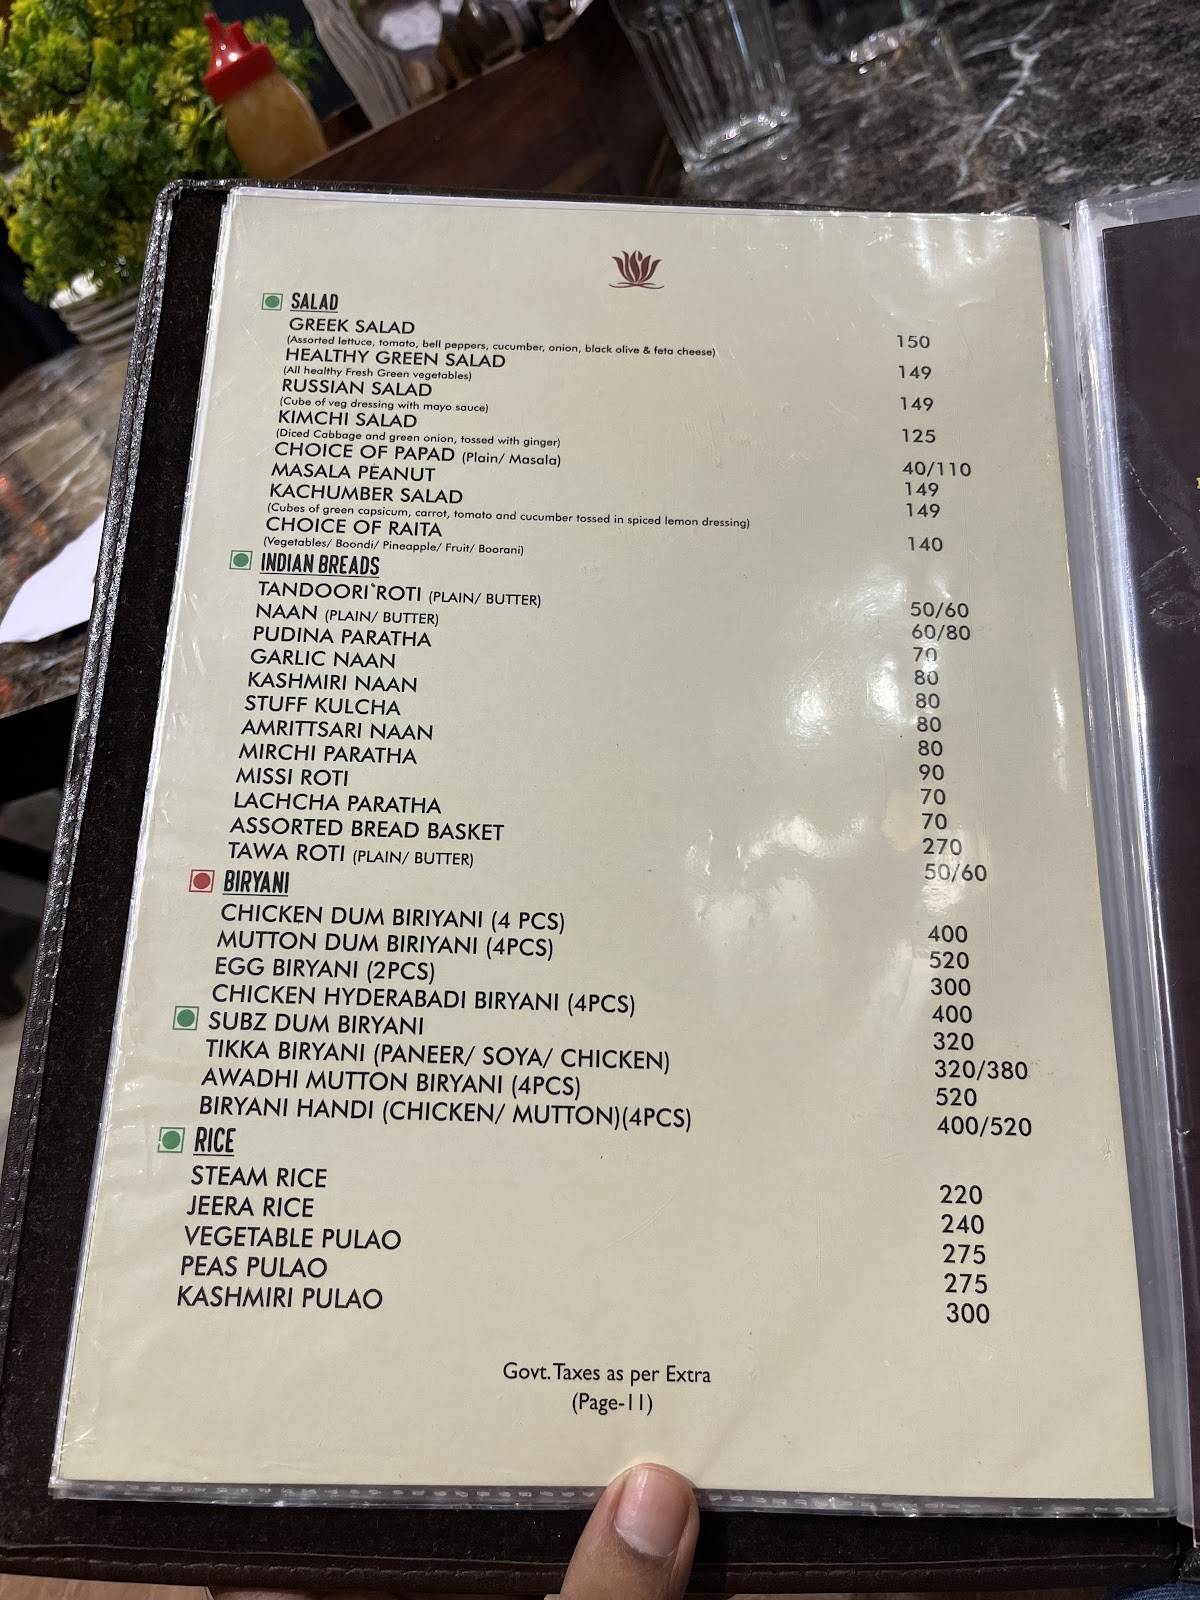 SALAD
GREEK SALAD 150
(Assorted lettuce, tomato, bell peppers, cucumber, onion, black olive & feta cheese)
HEALTHY GREEN SALAD 149
(All healthy Fresh Green vegetables)
RUSSIAN SALAD 149
(Cube of veg dressing with mayo sauce)
KIMCHI SALAD 125
(Diced Cabbage and green onion, tossed with ginger)
CHOICE OF PAPAD (Plain/ Masala) 40/110
MASALA PEANUT 149
KACHUMBER SALAD 149
(Cubes of green capsicum, carrot, tomato and cucumber tossed in spiced lemon dressing)
CHOICE OF RAITA 140
(Vegetables/ Boondi/ Pineapple/ Fruit/ Boorani)
INDIAN BREADS
TANDOORI ROTI (PLAIN/ BUTTER) 50/60
NAAN (PLAIN/ BUTTER) 60/80
PUDINA PARATHA 70
GARLIC NAAN 80
KASHMIRI NAAN 80
STUFF KULCHA 80
AMRITTSARI NAAN 80
MIRCHI PARATHA 90
MISSI ROTI 70
LACHCHA PARATHA 70
ASSORTED BREAD BASKET 270
TAWA ROTI (PLAIN/ BUTTER) 50/60
BIRYANI
CHICKEN DUM BIRIYANI (4 PCS) 400
MUTTON DUM BIRIYANI (4PCS) 520
EGG BIRYANI (2PCS) 300
CHICKEN HYDERABADI BIRYANI (4PCS) 400
SUBZ DUM BIRYANI 320
TIKKA BIRYANI (PANEER/ SOYA/ CHICKEN) 320/380
AWADHI MUTTON BIRYANI (4PCS) 520
BIRYANI HANDI (CHICKEN/ MUTTON)(4PCS) 400/520
RICE
STEAM RICE 220
JEERA RICE 240
VEGETABLE PULAO 275
PEAS PULAO 275
KASHMIRI PULAO 300
Govt. Taxes as per Extra
(Page-11)